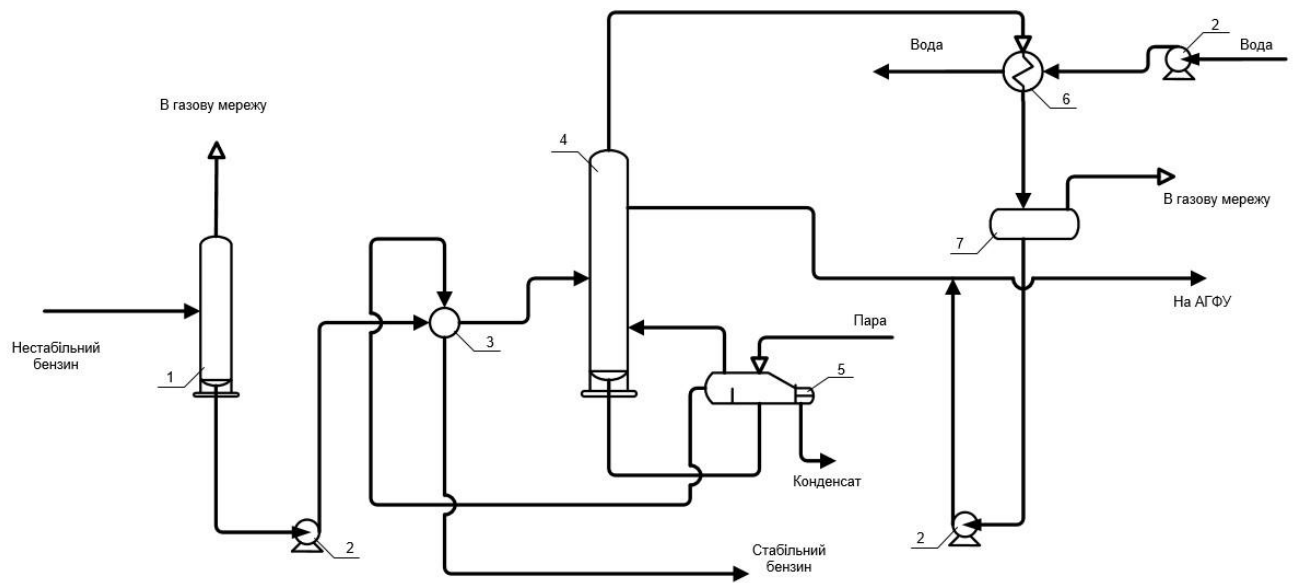 2
Вода
Вода
6
В газову мережу
4
В газову мережу
7
На АГФУ
Пара
3
Нестабільний
бензин
1
5
Конденсат
2
2
Стабільний
бензин